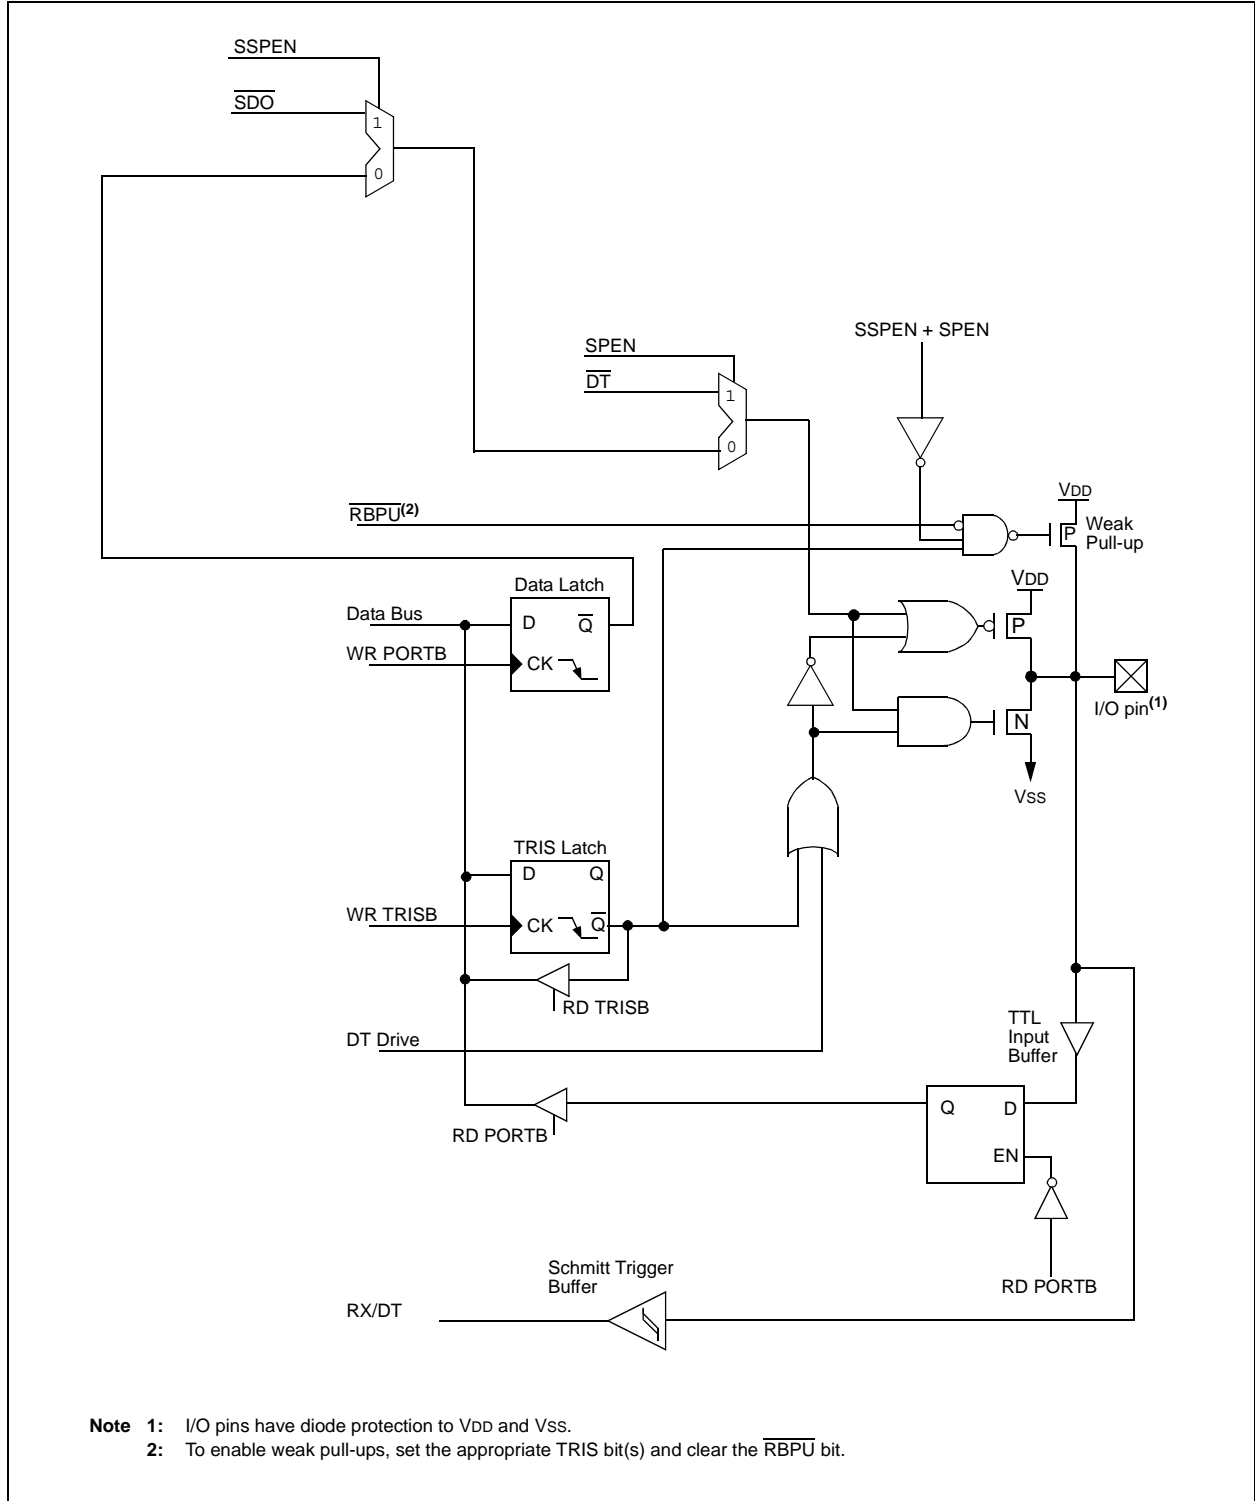 SSPEN
SDO
1
0
SSPEN + SPEN
SPEN
DT
1
0
VDD
RBPU(2)
Weak
Pull-up
P
VDD
Data Latch
Data Bus
D
Q
P
WR PORTB
CK
I/O pin(1)
N
VSS
TRIS Latch
D
Q
WR TRISB
CK
Q
RD TRISB
TTL
Input
Buffer
DT Drive
Q
D
RD PORTB
EN
Schmitt Trigger
Buffer
RD PORTB
RX/DT
Note 1: I/O pins have diode protection to VDD and VSS.
2: To enable weak pull-ups, set the appropriate TRIS bit(s) and clear the RBPU bit.